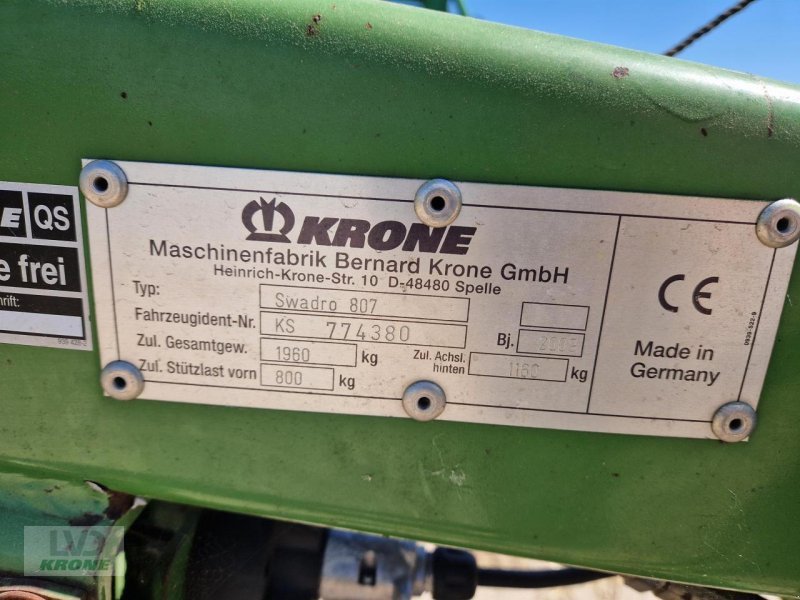 KRONE
Maschinenfabrik Bernard Krone GmbH
Heinrich-Krone-Str. 10 D-48480 Spelle
Typ: Swadro 807
Fahrzeugident-Nr. KS 774380 Bj.
Zul. Gesamtgew. 1960 kg Zul. Achsl. hinten 1160 kg
Zul. Stützlast vorn 800 kg
CE
Made in
Germany
E QS
e frei
hrift:
LVD
KRONE